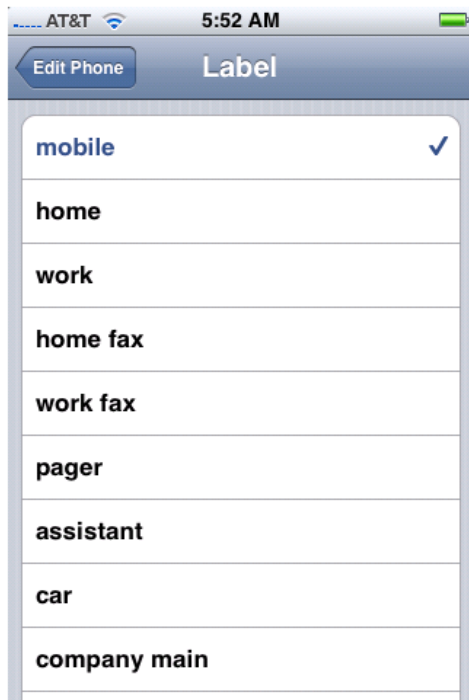 AT&T 5:52 AM
Edit Phone Label
mobile
home
work
home fax
work fax
pager
assistant
car
company main